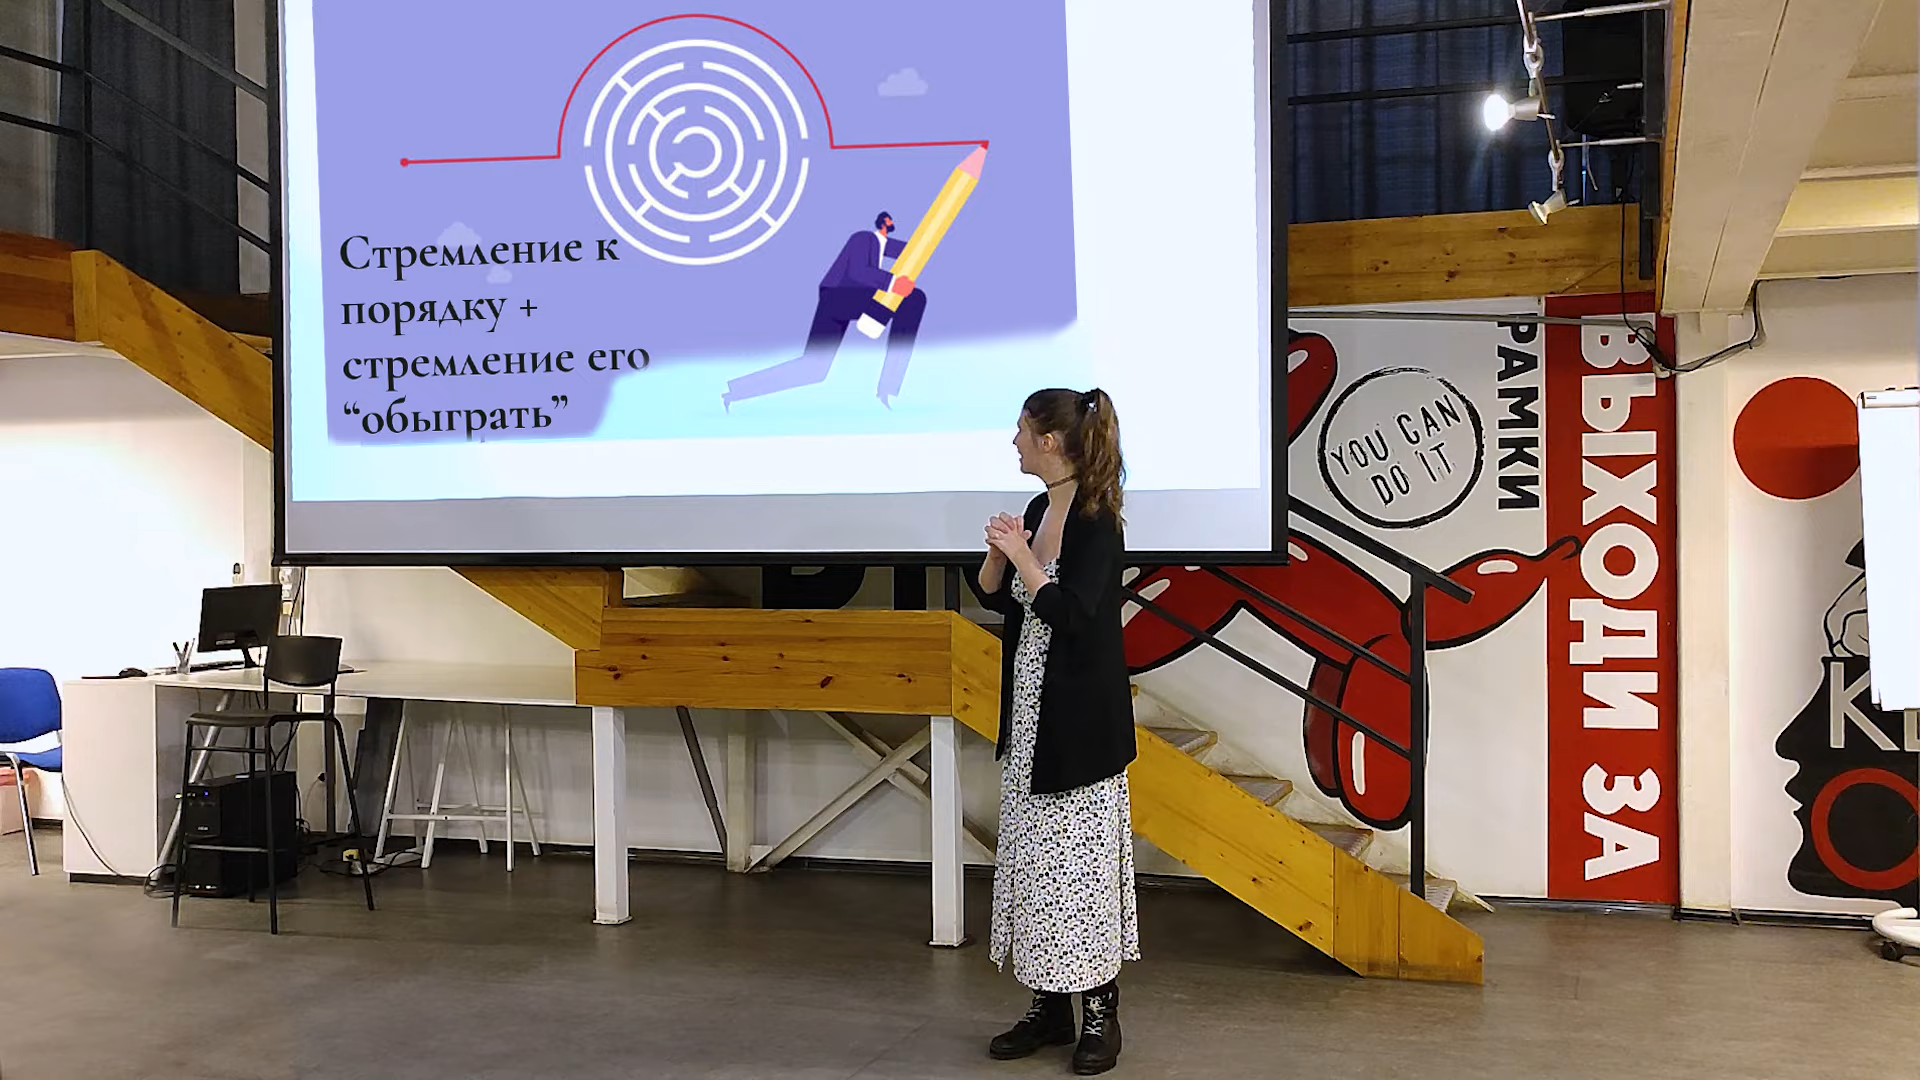 Стремление к
порядку +
стремление его
“обыграть”
YOU CAN
DO IT
РАМКИ
ВЫХОДИ ЗА